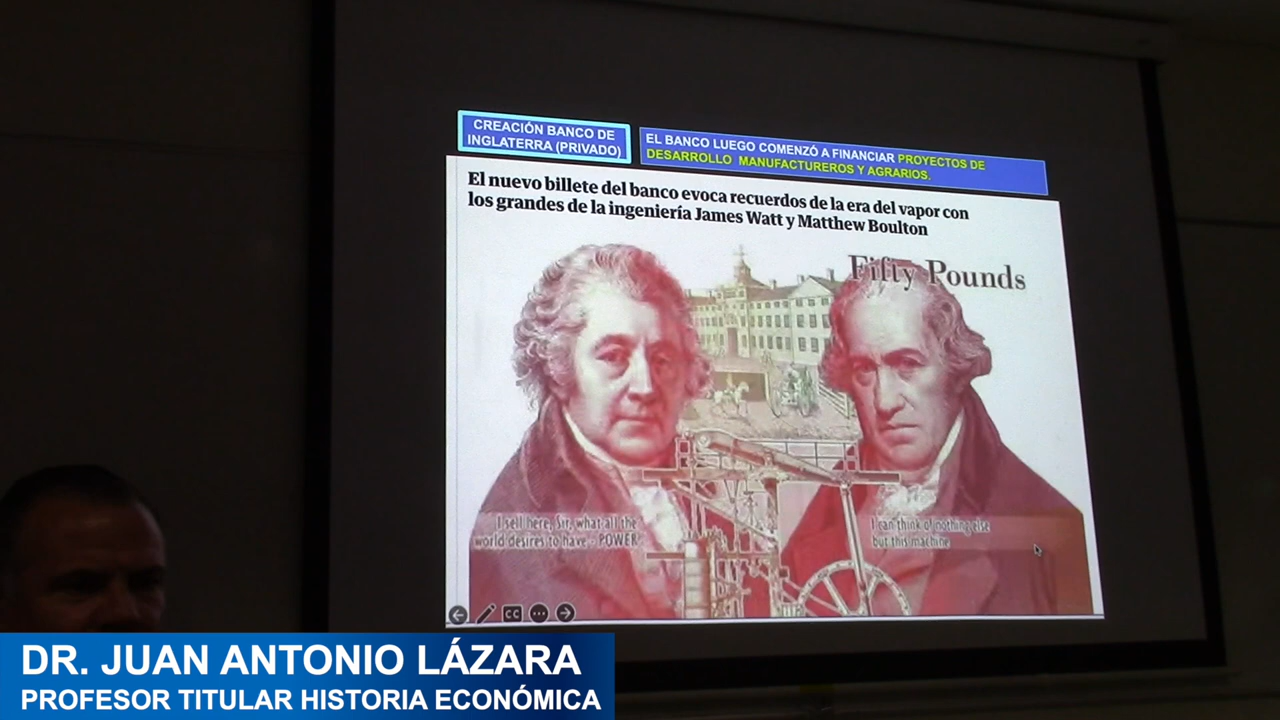 CREACIÓN BANCO DE
INGLATERRA (PRIVADO)
EL BANCO LUEGO COMENZÓ A FINANCIAR PROYECTOS DE
DESARROLLO MANUFACTUREROS Y AGRARIOS.
El nuevo billete del banco evoca recuerdos de la era del vapor con
los grandes de la ingeniería James Watt y Matthew Boulton
Fifty Pounds
I sell here, Sir, what all the
world desires to have - POWER
I can think of nothing else
but this machine
CC
DR. JUAN ANTONIO LÁZARA
PROFESOR TITULAR HISTORIA ECONÓMICA